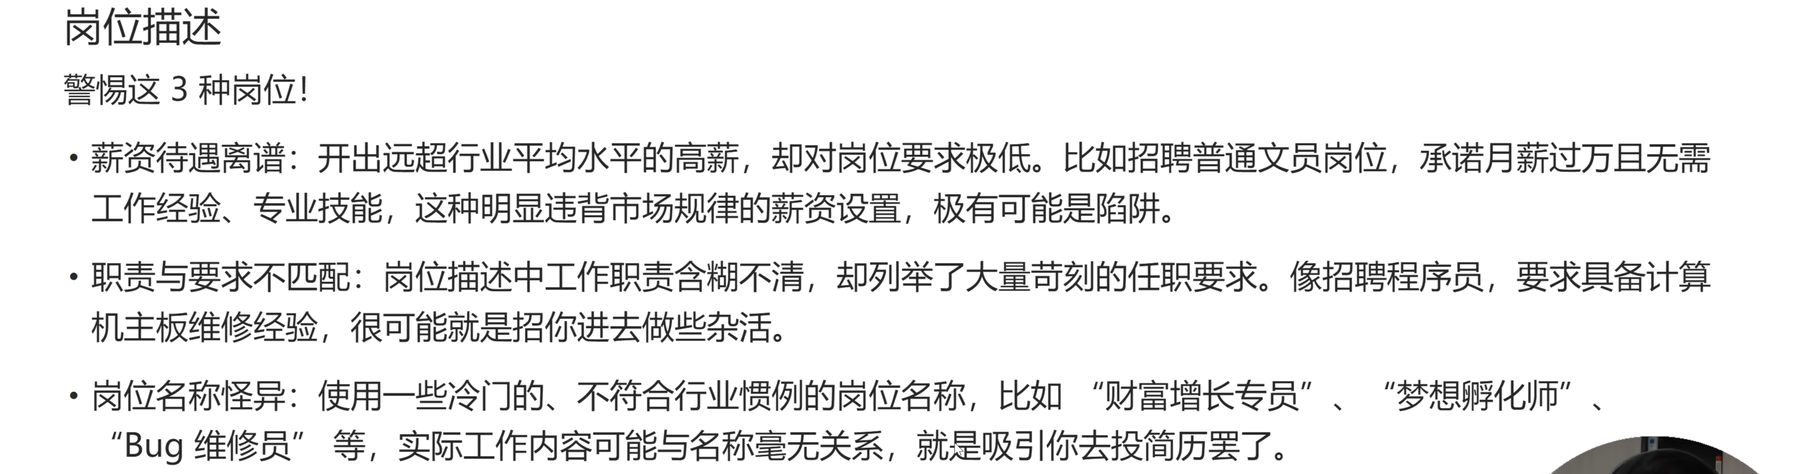 岗位描述
警惕这 3 种岗位！
• 薪资待遇离谱：开出远超行业平均水平的高薪，却对岗位要求极低。比如招聘普通文员岗位，承诺月薪过万且无需
工作经验、专业技能，这种明显违背市场规律的薪资设置，极有可能是陷阱。
• 职责与要求不匹配：岗位描述中工作职责含糊不清，却列举了大量苛刻的任职要求。像招聘程序员，要求具备计算
机主板维修经验，很可能就是招你进去做些杂活。
• 岗位名称怪异：使用一些冷门的、不符合行业惯例的岗位名称，比如 “财富增长专员”、 “梦想孵化师”、
“Bug 维修员” 等，实际工作内容可能与名称毫无关系，就是吸引你去投简历罢了。